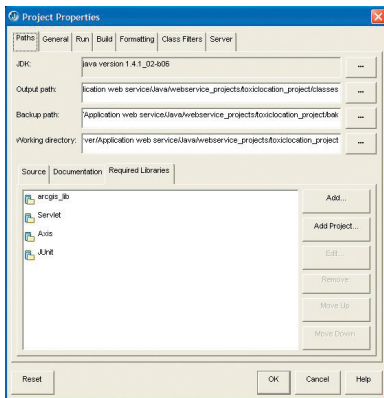 Project Properties
Paths General Run Build Formatting Class Filters Server
JDK: java version 1.4.1_02-b06 ...
Output path: lication web service/Java/webservice_projects/toxiclocation_project/classes ...
Backup path: 'Application web service/Java/webservice_projects/toxiclocation_project/bak ...
Working directory: 'ver/Application web service/Java/webservice_projects/toxiclocation_project ...
Source Documentation Required Libraries
arcgis_lib
Servlet
Axis
JUnit
Add...
Add Project...
Edit...
Remove
Move Up
Move Down
Reset OK Cancel Help